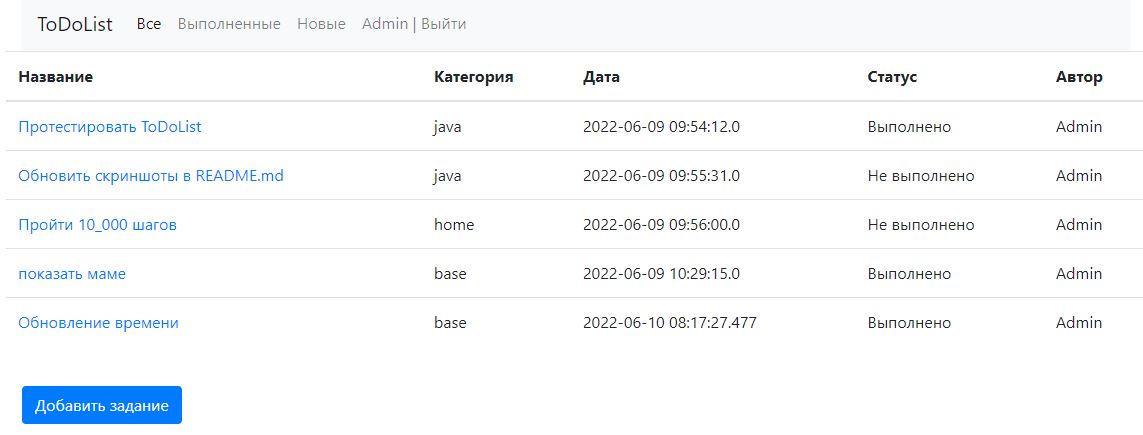 ToDoList Все Выполненные Новые Admin | Выйти
Название Категория Дата Статус Автор
Протестировать ToDoList java 2022-06-09 09:54:12.0 Выполнено Admin
Обновить скриншоты в README.md java 2022-06-09 09:55:31.0 Не выполнено Admin
Пройти 10_000 шагов home 2022-06-09 09:56:00.0 Не выполнено Admin
показать маме base 2022-06-09 10:29:15.0 Выполнено Admin
Обновление времени base 2022-06-10 08:17:27.477 Выполнено Admin
Добавить задание